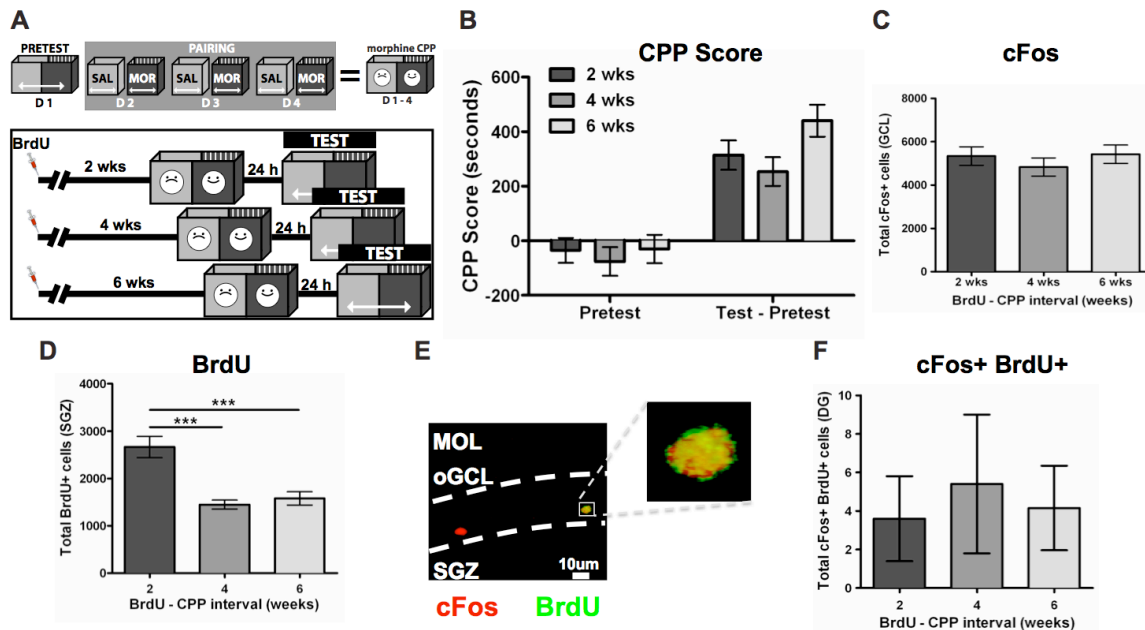 A
PRETEST
PAIRING
morphine CPP
SAL MOR SAL MOR SAL MOR
=
D 1
D 2
D 3
D 4
D 1 - 4
BrdU
2 wks
24 h
TEST
4 wks
24 h
TEST
6 wks
24 h
TEST
B
CPP Score
2 wks
4 wks
6 wks
CPP Score (seconds)
600
400
200
0
-200
Pretest
Test - Pretest
C
cFos
Total cFos+ cells (GCL)
8000
6000
4000
2000
0
2 wks
4 wks
6 wks
BrdU - CPP interval (weeks)
D
BrdU
Total BrdU+ cells (SGZ)
4000
3000
2000
1000
0
***
***
2
4
6
BrdU - CPP interval (weeks)
E
MOL
oGCL
SGZ
10um
cFos
BrdU
F
cFos+ BrdU+
Total cFos+ BrdU+ cells (DG)
10
8
6
4
2
0
2
4
6
BrdU - CPP interval (weeks)